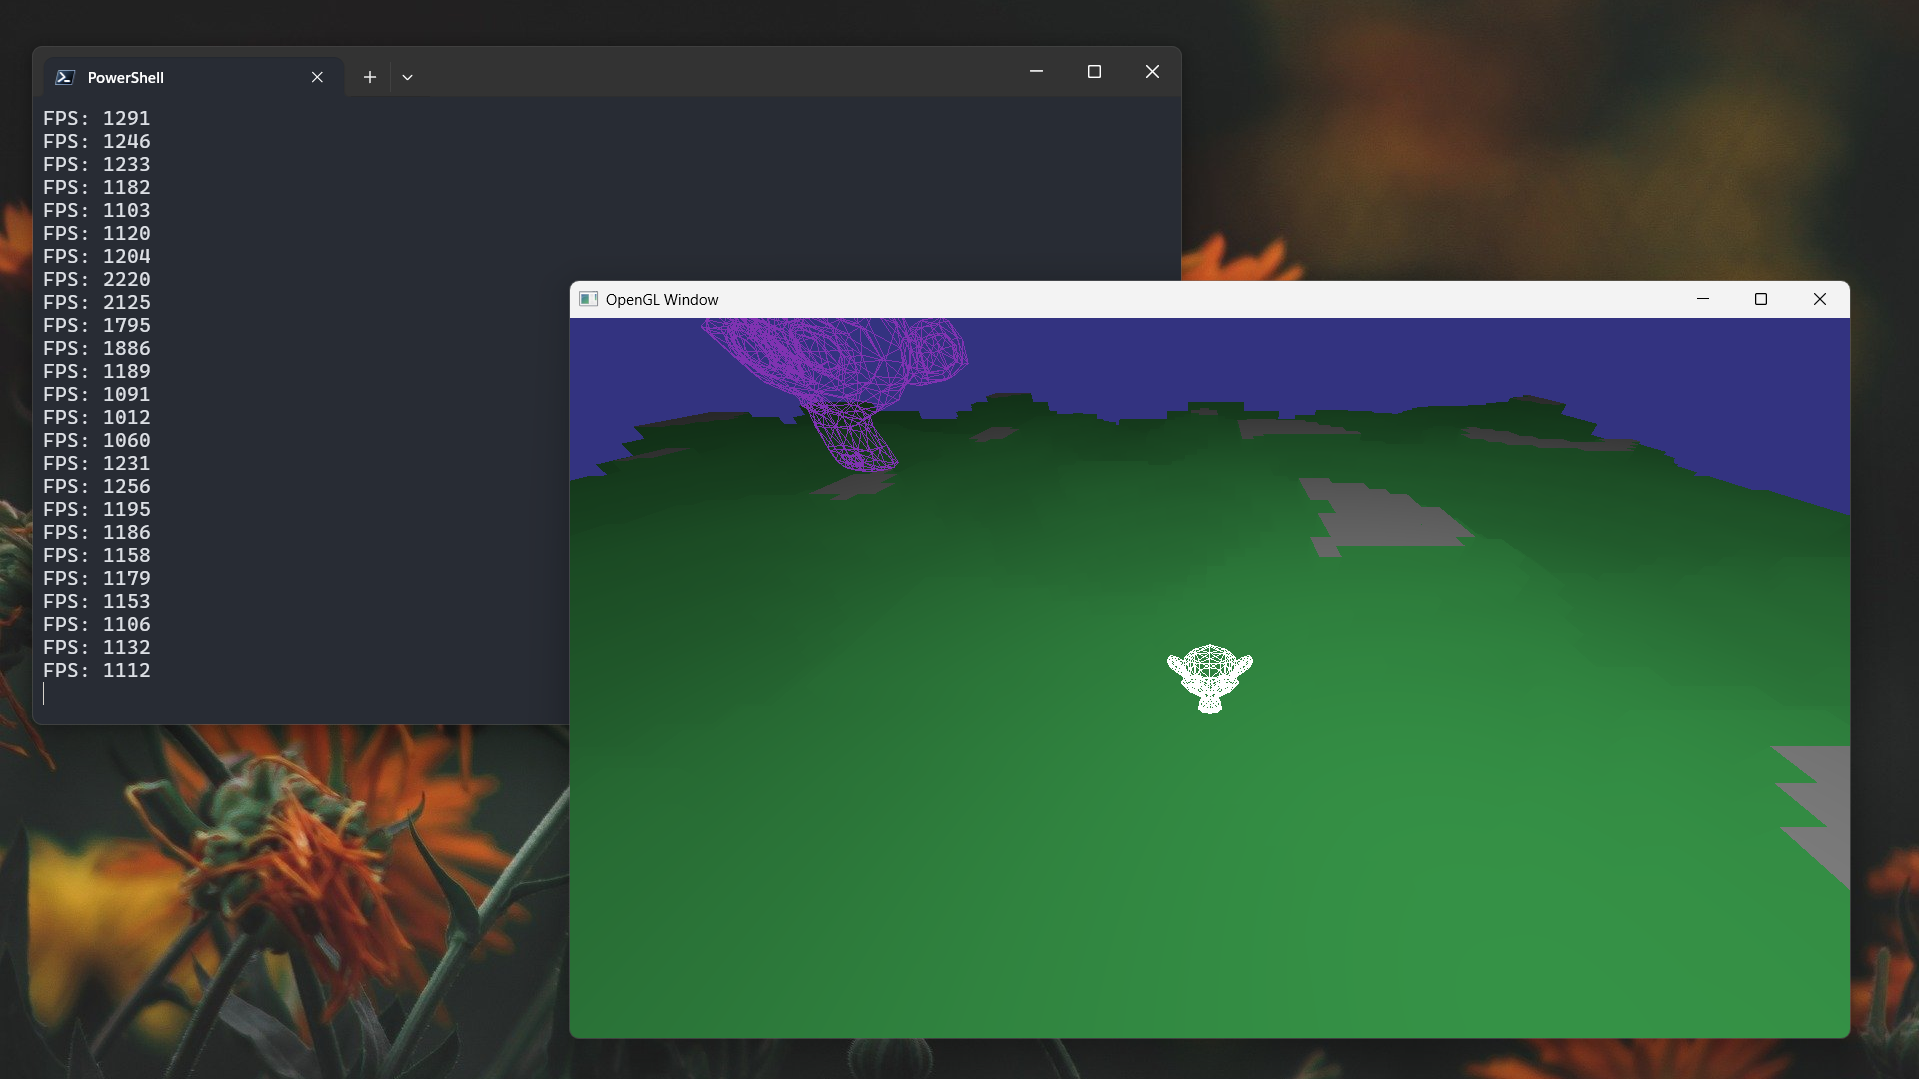 PowerShell
FPS: 1291
FPS: 1246
FPS: 1233
FPS: 1182
FPS: 1103
FPS: 1120
FPS: 1204
FPS: 2220
FPS: 2125
FPS: 1795
FPS: 1886
FPS: 1189
FPS: 1091
FPS: 1012
FPS: 1060
FPS: 1231
FPS: 1256
FPS: 1195
FPS: 1186
FPS: 1158
FPS: 1179
FPS: 1153
FPS: 1106
FPS: 1132
FPS: 1112
OpenGL Window